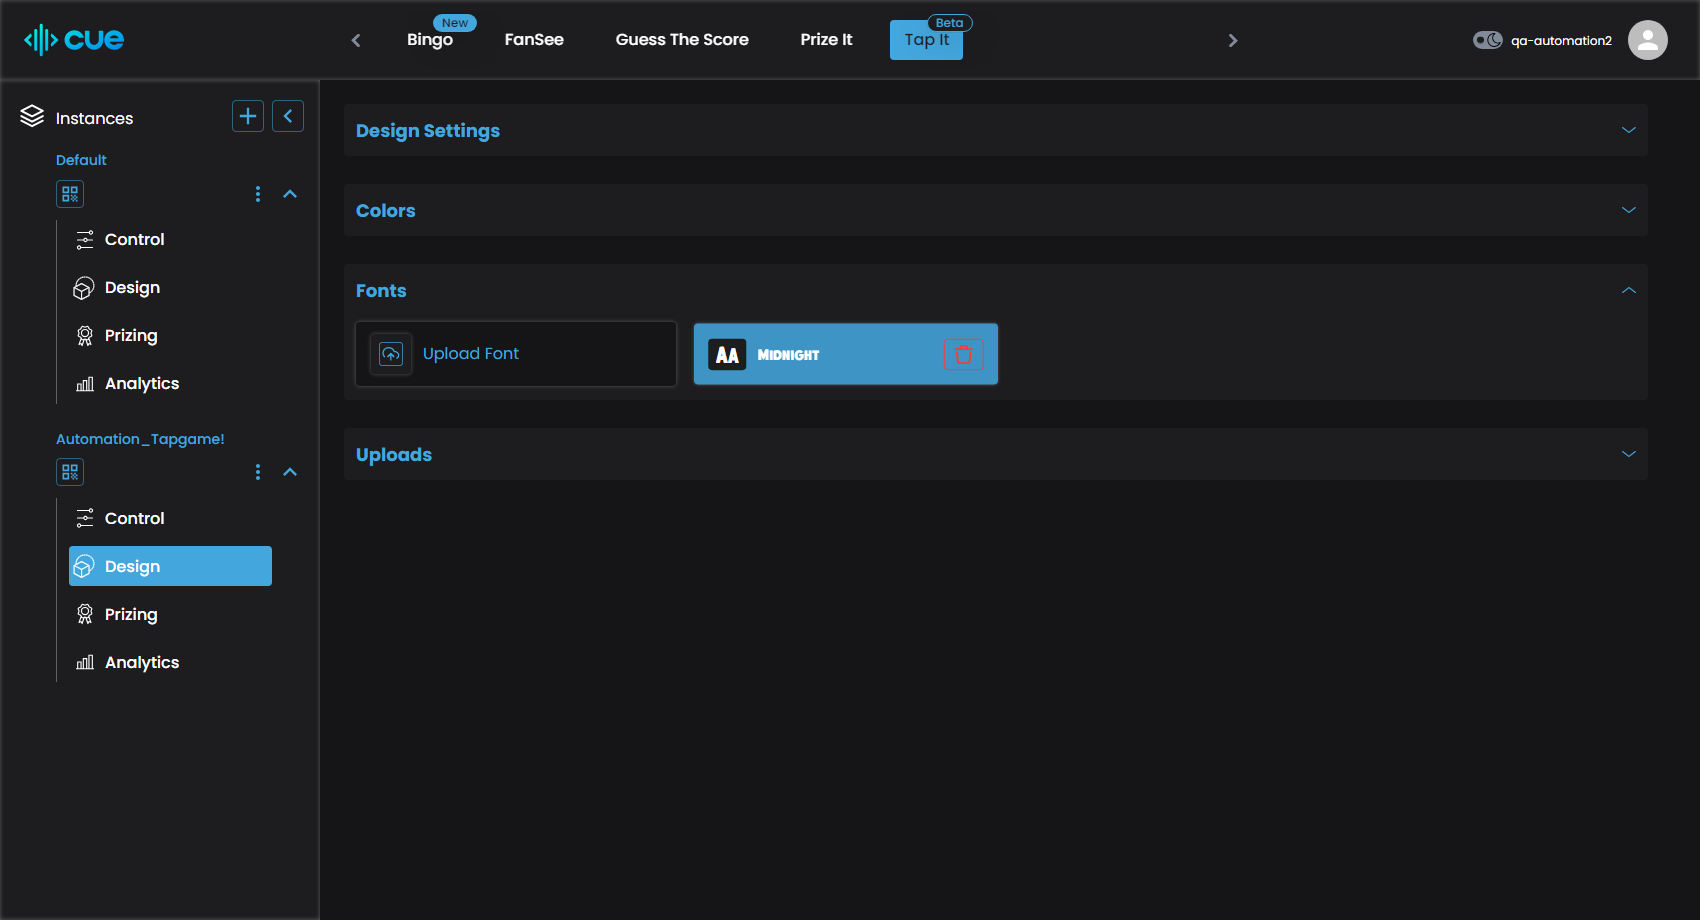 cue
New
Beta
Bingo
FanSee
Guess The Score
Prize It
Tap It
qa-automation2
Instances
Default
Control
Design
Prizing
Analytics
Automation_Tapgame!
Control
Design
Prizing
Analytics
Design Settings
Colors
Fonts
Upload Font
AA
MIDNIGHT
Uploads